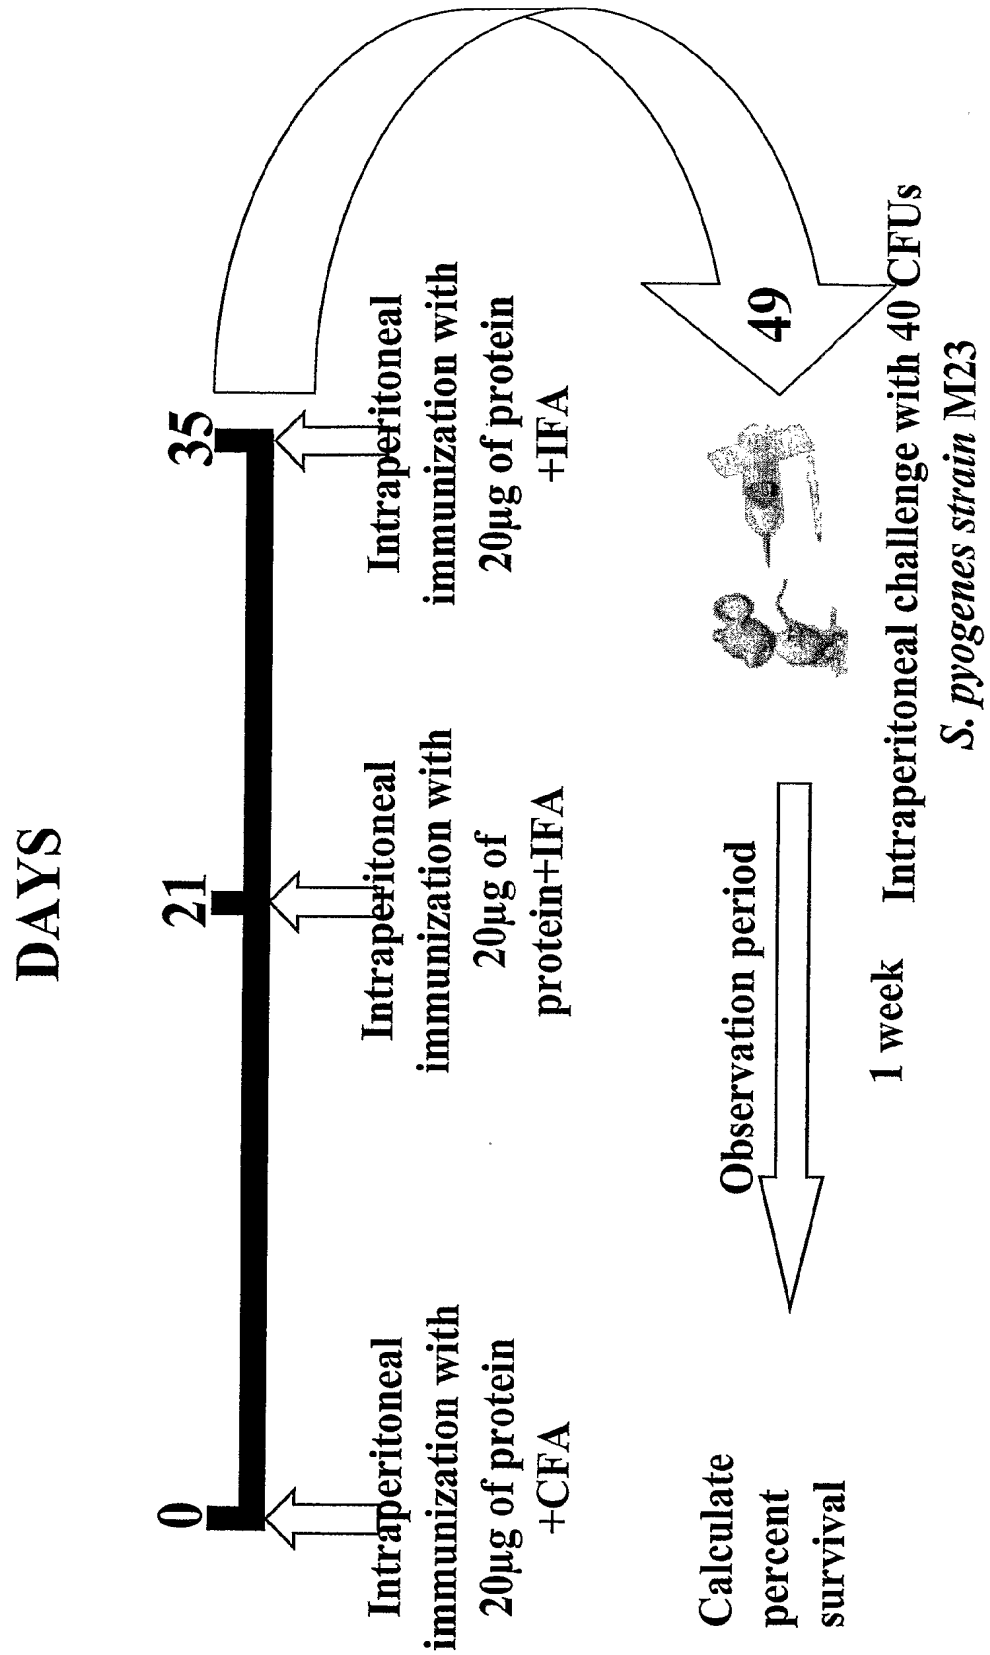 DAYS
0
21
35
Intraperitoneal
immunization with
20µg of protein
+CFA
Intraperitoneal
immunization with
20µg of
protein+IFA
Intraperitoneal
immunization with
20µg of protein
+IFA
49
Intraperitoneal challenge with 40 CFUs
S. pyogenes strain M23
Observation period
1 week
Calculate
percent
survival